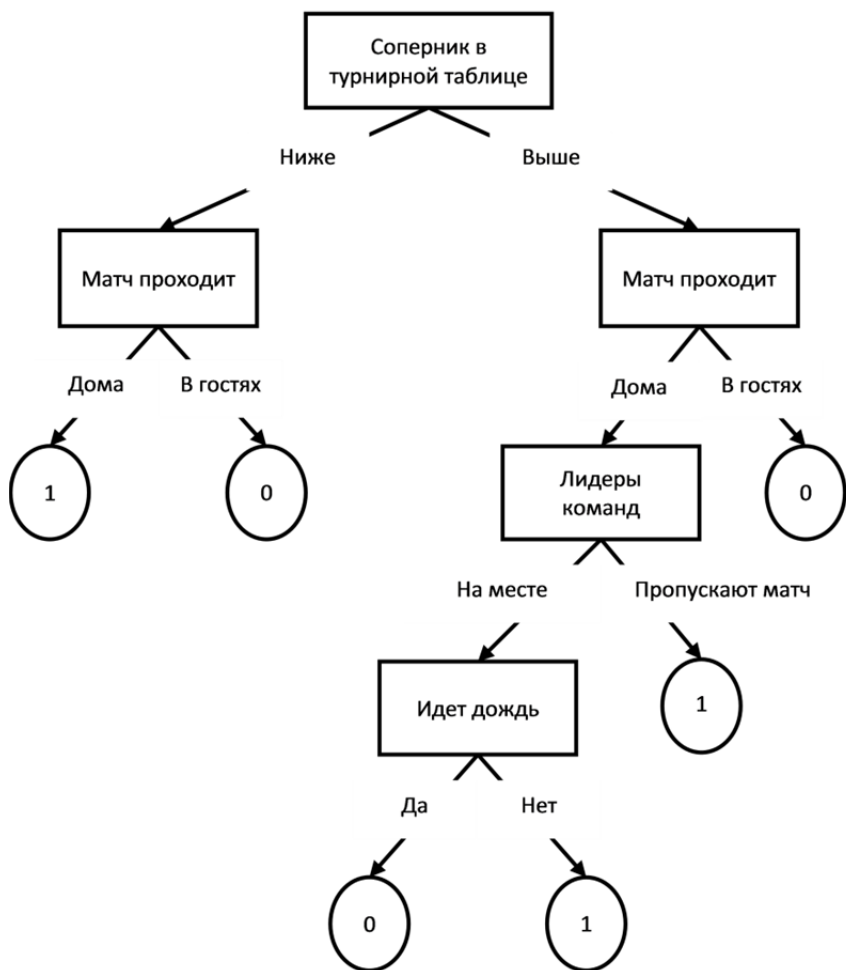 Соперник в
турнирной таблице
Ниже
Выше
Матч проходит
Матч проходит
Дома
В гостях
Дома
В гостях
1
0
Лидеры
команд
0
На месте
Пропускают матч
Идет дождь
1
Да
Нет
0
1